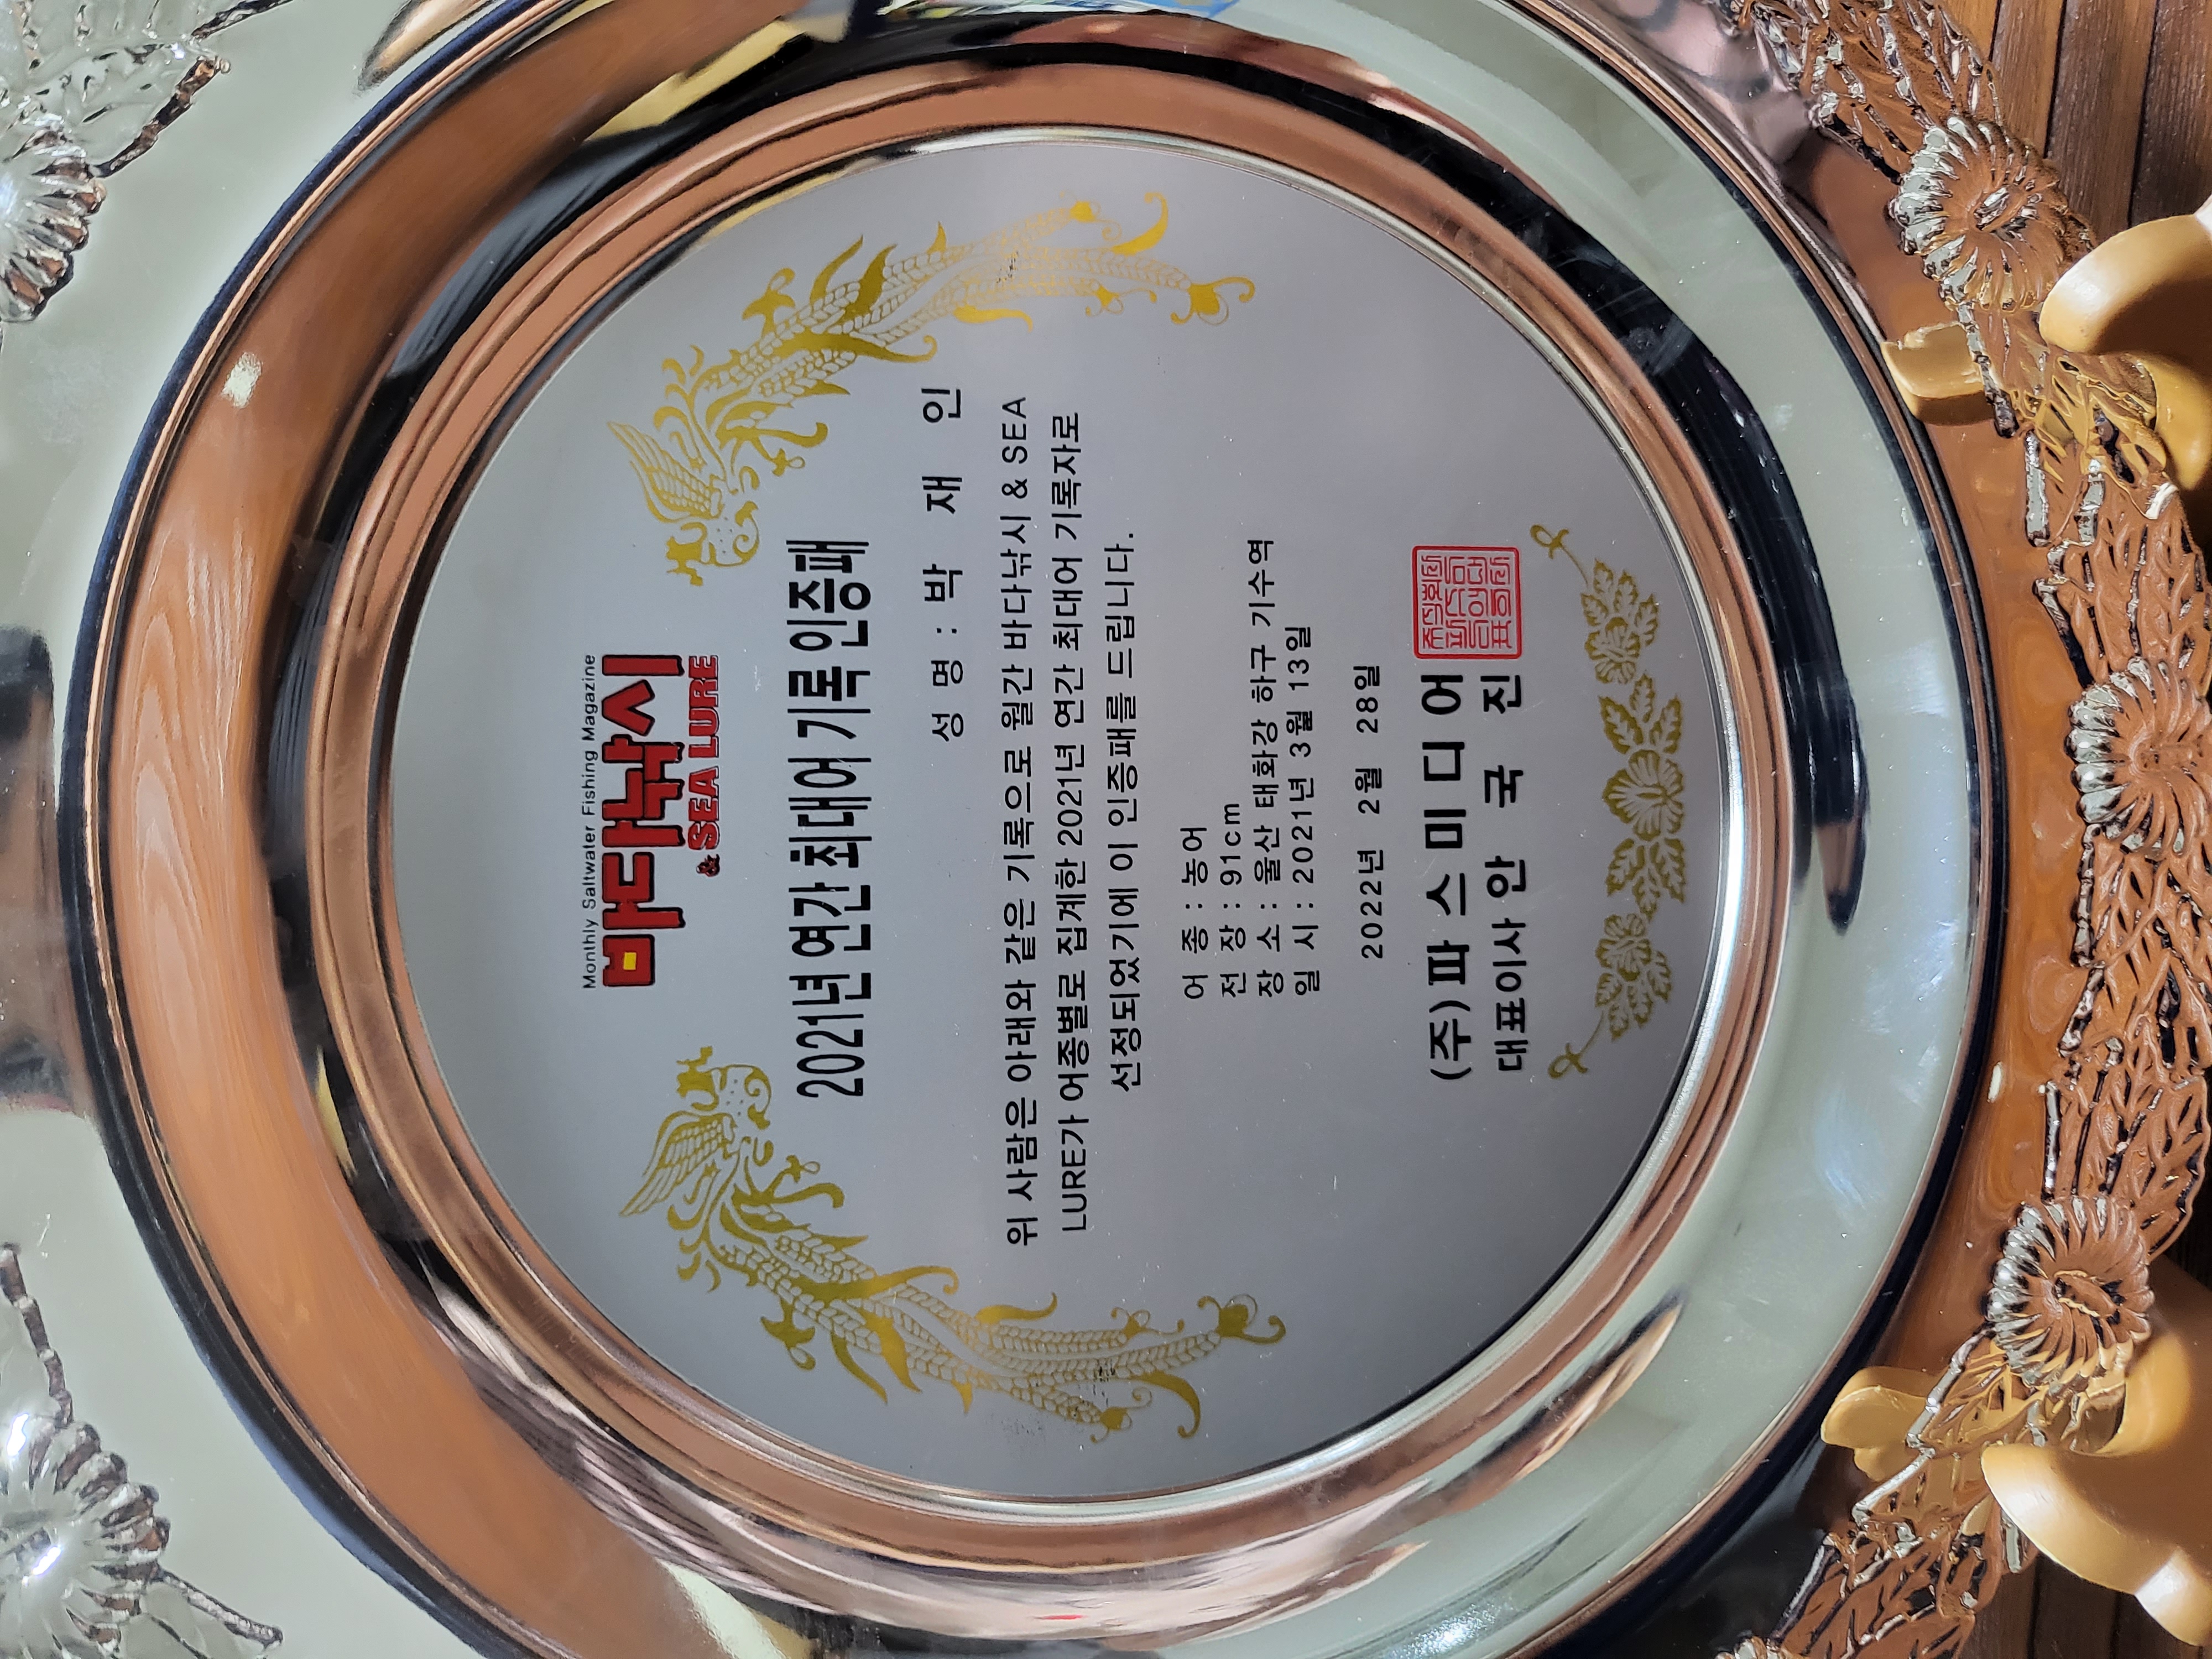 Monthly Saltwater Fishing Magazine
바다낚시
& SEA LURE
2021년 연간 최대어 기록 인증패
성 명 : 박 재 인
위 사람은 아래와 같은 기록으로 월간 바다낚시 & SEA
LURE가 어종별로 집계한 2021년 연간 최대어 기록자로
선정되었기에 이 인증패를 드립니다.
어 종 : 농어
전 장 : 91cm
장 소 : 울산 태화강 하구 기수역
일 시 : 2021년 3월 13일
2022년 2월 28일
(주)파 스 미 디 어
대표이사 안 국 진